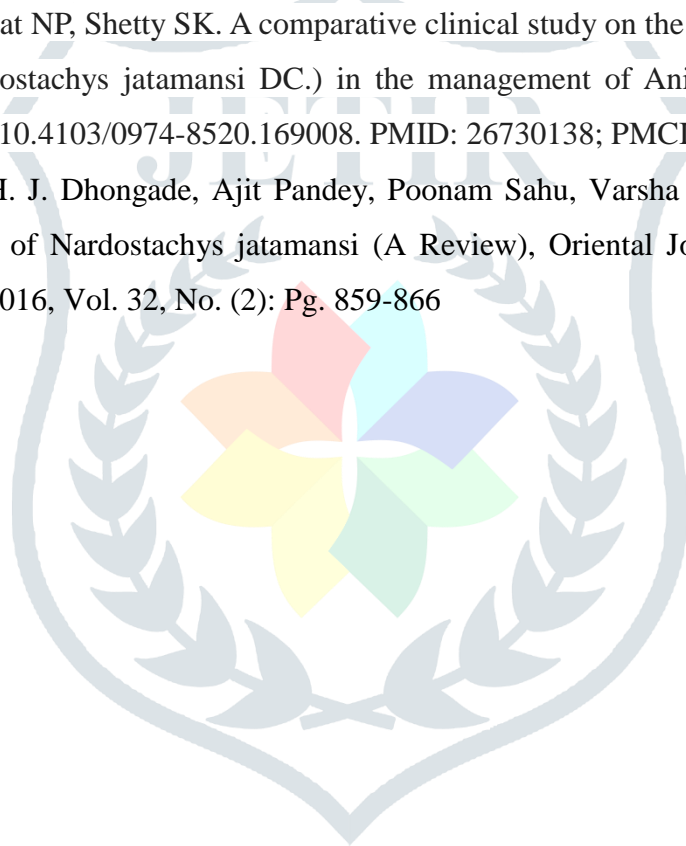 at NP, Shetty SK. A comparative clinical study on the
ostachys jatamansi DC.) in the management of Ani
10.4103/0974-8520.169008. PMID: 26730138; PMCI
H. J. Dhongade, Ajit Pandey, Poonam Sahu, Varsha
of Nardostachys jatamansi (A Review), Oriental Jo
016, Vol. 32, No. (2): Pg. 859-866
JETIR